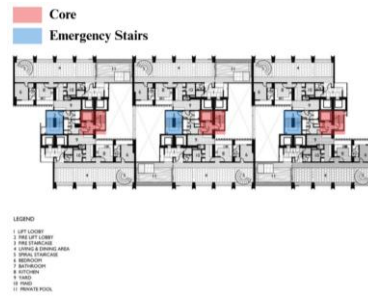 Core
Emergency Stairs
LEGEND
1 LIFT LOBBY
2 FIRE LIFT LOBBY
3 FIRE STAIRCASE
4 LIVING & DINING AREA
5 SPIRAL STAIRCASE
6 BEDROOM
7 BATHROOM
8 KITCHEN
9 YARD
10 MAID
11 PRIVATE POOL